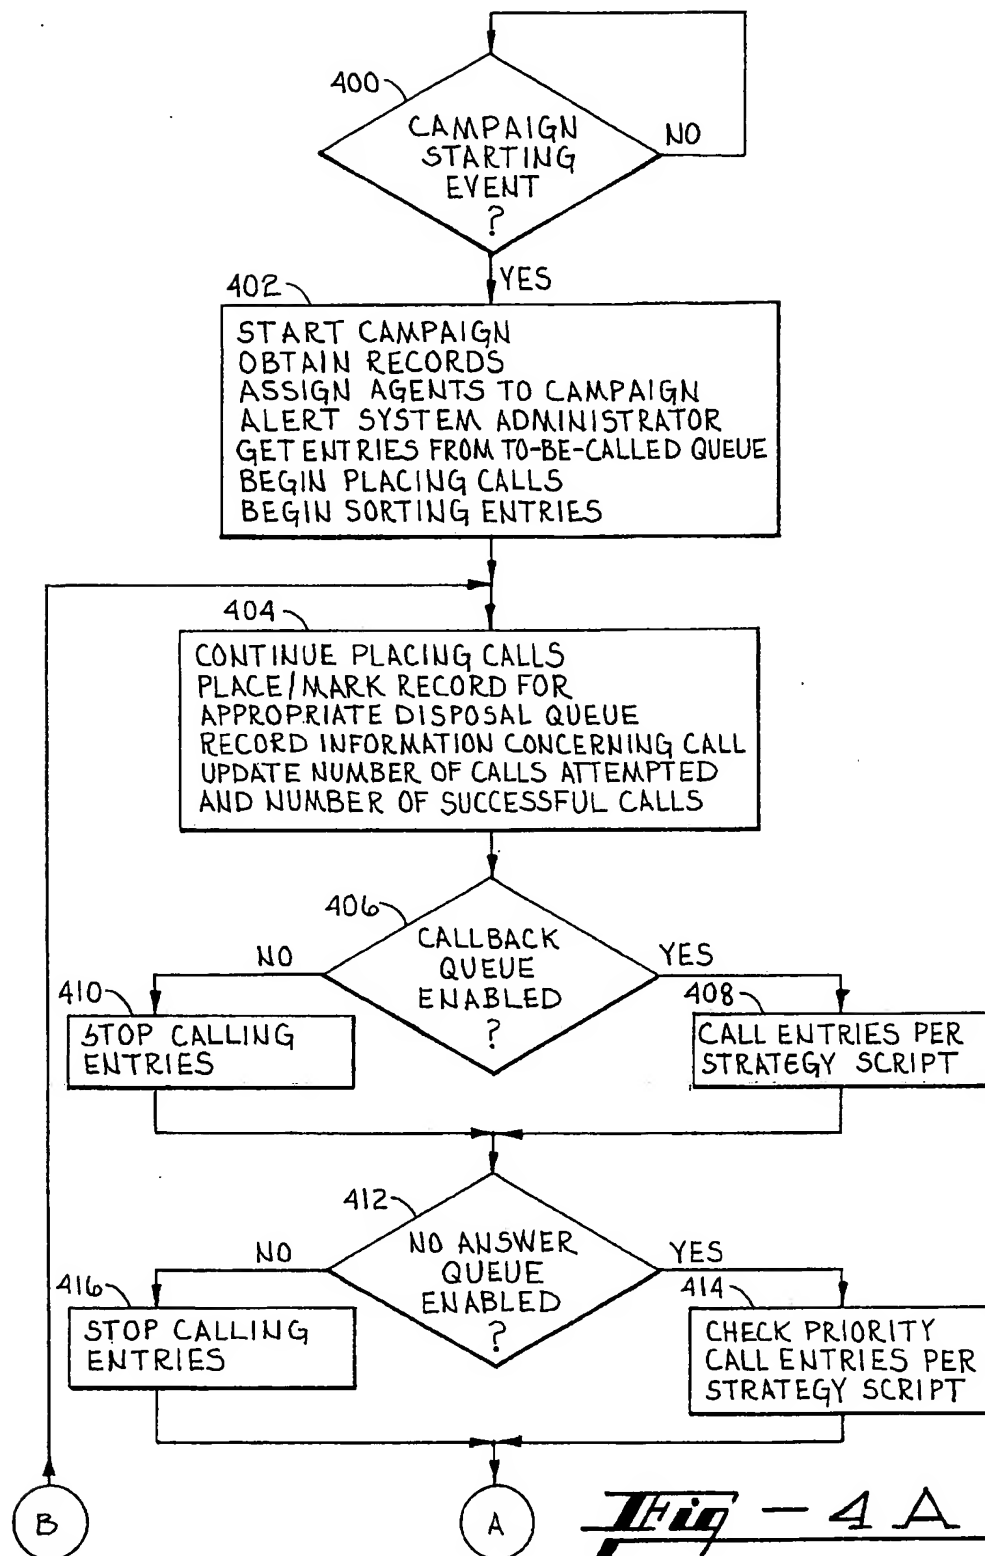 400
CAMPAIGN
STARTING
EVENT
?
NO
YES
402
START CAMPAIGN
OBTAIN RECORDS
ASSIGN AGENTS TO CAMPAIGN
ALERT SYSTEM ADMINISTRATOR
GET ENTRIES FROM TO-BE-CALLED QUEUE
BEGIN PLACING CALLS
BEGIN SORTING ENTRIES
404
CONTINUE PLACING CALLS
PLACE/MARK RECORD FOR
APPROPRIATE DISPOSAL QUEUE
RECORD INFORMATION CONCERNING CALL
UPDATE NUMBER OF CALLS ATTEMPTED
AND NUMBER OF SUCCESSFUL CALLS
406
CALLBACK
QUEUE
ENABLED
?
NO
YES
410
STOP CALLING
ENTRIES
408
CALL ENTRIES PER
STRATEGY SCRIPT
412
NO ANSWER
QUEUE
ENABLED
?
NO
YES
416
STOP CALLING
ENTRIES
414
CHECK PRIORITY
CALL ENTRIES PER
STRATEGY SCRIPT
B
A
Fig - 4A